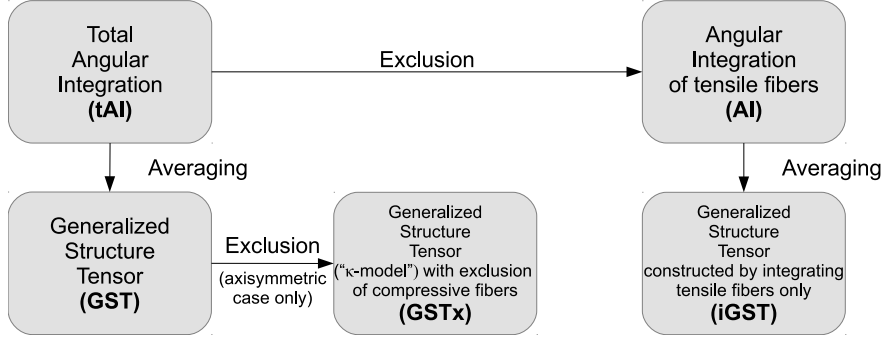 Total
Angular
Integration
(tAI)
Exclusion
Angular
Integration
of tensile fibers
(AI)
Averaging
Averaging
Generalized
Structure
Tensor
(GST)
Exclusion
(axisymmetric
case only)
Generalized
Structure
Tensor
("κ-model") with exclusion
of compressive fibers
(GSTx)
Generalized
Structure
Tensor
constructed by integrating
tensile fibers only
(iGST)